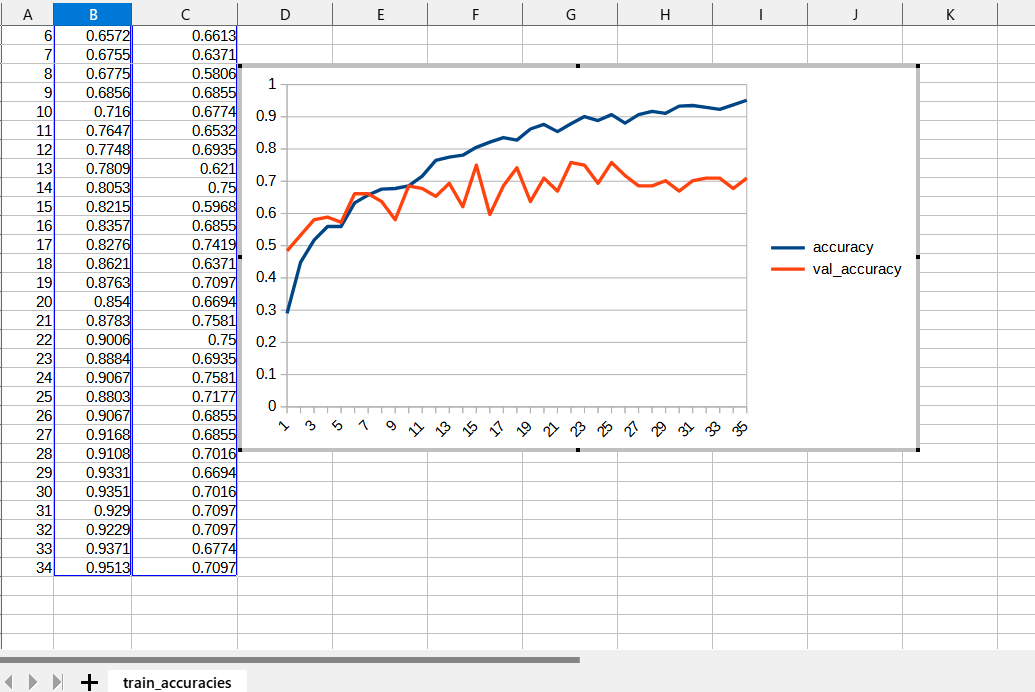 A B C D E F G H I J K
6 0.6572 0.6613
7 0.6755 0.6371
8 0.6775 0.5806
9 0.6856 0.6855
10 0.716 0.6774
11 0.7647 0.6532
12 0.7748 0.6935
13 0.7809 0.621
14 0.8053 0.75
15 0.8215 0.5968
16 0.8357 0.6855
17 0.8276 0.7419
18 0.8621 0.6371
19 0.8763 0.7097
20 0.854 0.6694
21 0.8783 0.7581
22 0.9006 0.75
23 0.8884 0.6935
24 0.9067 0.7581
25 0.8803 0.7177
26 0.9067 0.6855
27 0.9168 0.6855
28 0.9108 0.7016
29 0.9331 0.6694
30 0.9351 0.7016
31 0.929 0.7097
32 0.9229 0.7097
33 0.9371 0.6774
34 0.9513 0.7097
1
0.9
0.8
0.7
0.6
0.5
0.4
0.3
0.2
0.1
0
1 3 5 7 9 11 13 15 17 19 21 23 25 27 29 31 33 35
accuracy
val_accuracy
train_accuracies